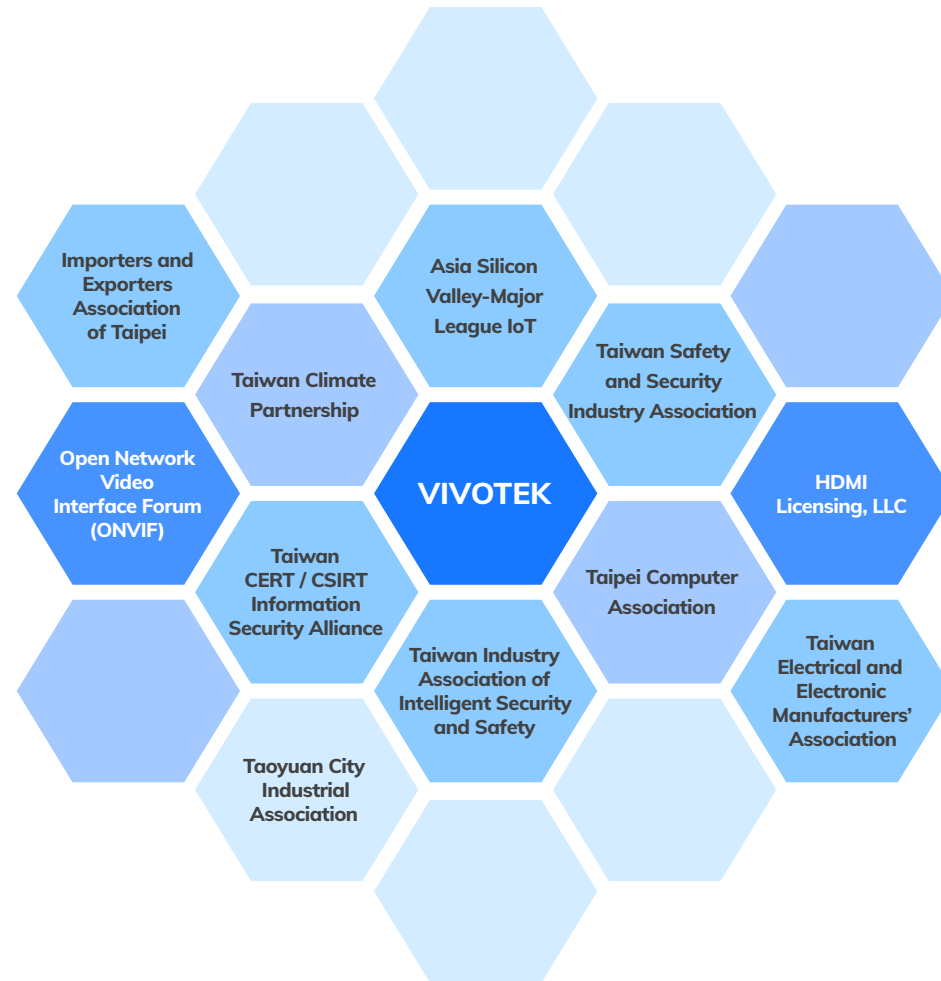 Importers and
Exporters
Association
of Taipei
Asia Silicon
Valley-Major
League IoT
Taiwan Climate
Partnership
Taiwan Safety
and Security
Industry Association
Open Network
Video
Interface Forum
(ONVIF)
VIVOTEK
HDMI
Licensing, LLC
Taiwan
CERT / CSIRT
Information
Security Alliance
Taipei Computer
Association
Taiwan Industry
Association of
Intelligent Security
and Safety
Taiwan
Electrical and
Electronic
Manufacturers’
Association
Taoyuan City
Industrial
Association